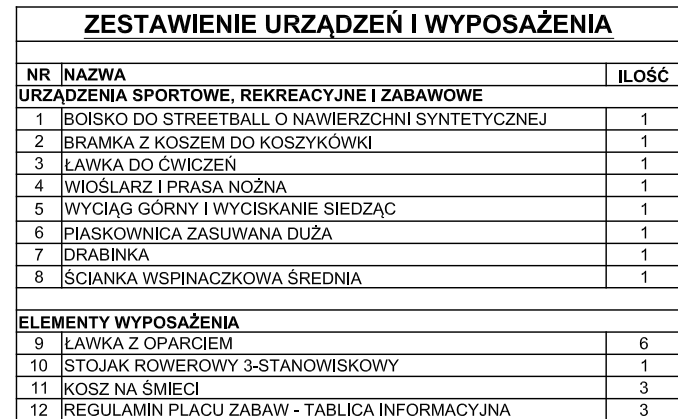 ZESTAWIENIE URZĄDZEŃ I WYPOSAŻENIA
NR NAZWA ILOŚĆ
URZĄDZENIA SPORTOWE, REKREACYJNE I ZABAWOWE
1 BOISKO DO STREETBALL O NAWIERZCHNI SYNTETYCZNEJ 1
2 BRAMKA Z KOSZEM DO KOSZYKÓWKI 1
3 ŁAWKA DO ĆWICZEŃ 1
4 WIOŚLARZ I PRASA NOŻNA 1
5 WYCIĄG GÓRNY I WYCISKANIE SIEDZĄC 1
6 PIASKOWNICA ZASUWANA DUŻA 1
7 DRABINKA 1
8 ŚCIANKA WSPINACZKOWA ŚREDNIA 1
ELEMENTY WYPOSAŻENIA
9 ŁAWKA Z OPARCIEM 6
10 STOJAK ROWEROWY 3-STANOWISKOWY 1
11 KOSZ NA ŚMIECI 3
12 REGULAMIN PLACU ZABAW - TABLICA INFORMACYJNA 3